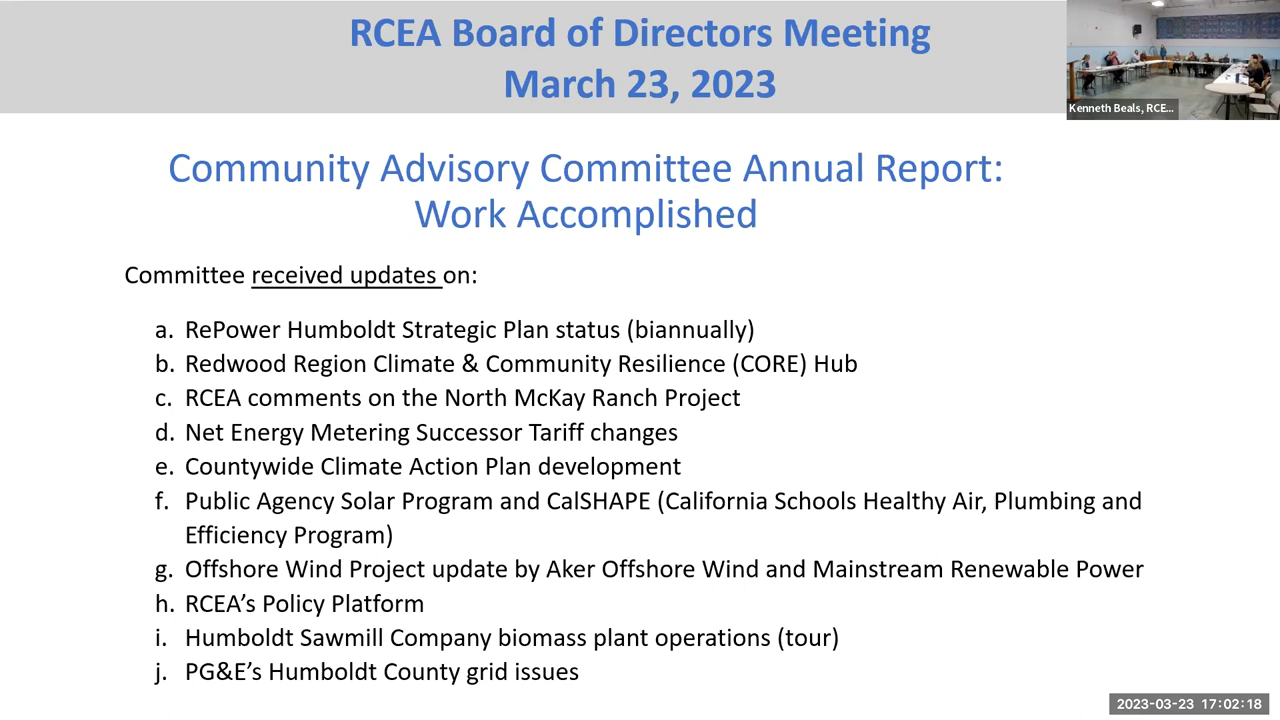 RCEA Board of Directors Meeting
March 23, 2023
Kenneth Beals, RCE...
Community Advisory Committee Annual Report:
Work Accomplished
Committee received updates on:
a. RePower Humboldt Strategic Plan status (biannually)
b. Redwood Region Climate & Community Resilience (CORE) Hub
c. RCEA comments on the North McKay Ranch Project
d. Net Energy Metering Successor Tariff changes
e. Countywide Climate Action Plan development
f. Public Agency Solar Program and CalSHAPE (California Schools Healthy Air, Plumbing and
Efficiency Program)
g. Offshore Wind Project update by Aker Offshore Wind and Mainstream Renewable Power
h. RCEA’s Policy Platform
i. Humboldt Sawmill Company biomass plant operations (tour)
j. PG&E’s Humboldt County grid issues
2023-03-23 17:02:18